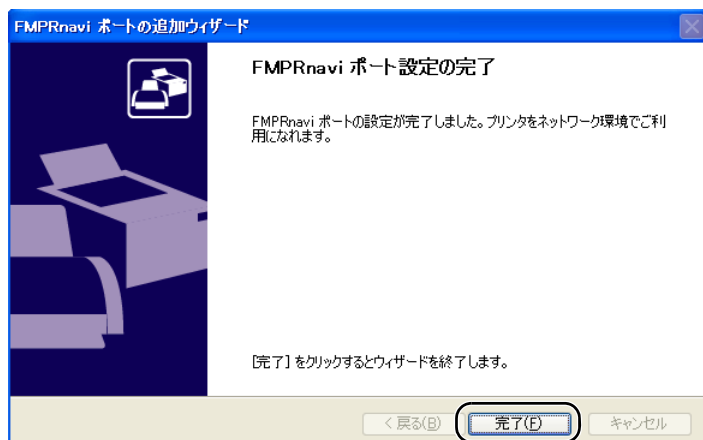 FMPRnavi ポートの追加ウィザード
FMPRnavi ポート設定の完了
FMPRnavi ポートの設定が完了しました。プリンタをネットワーク環境でご利
用になれます。
[完了] をクリックするとウィザードを終了します。
< 戻る(B)
完了(F)
キャンセル